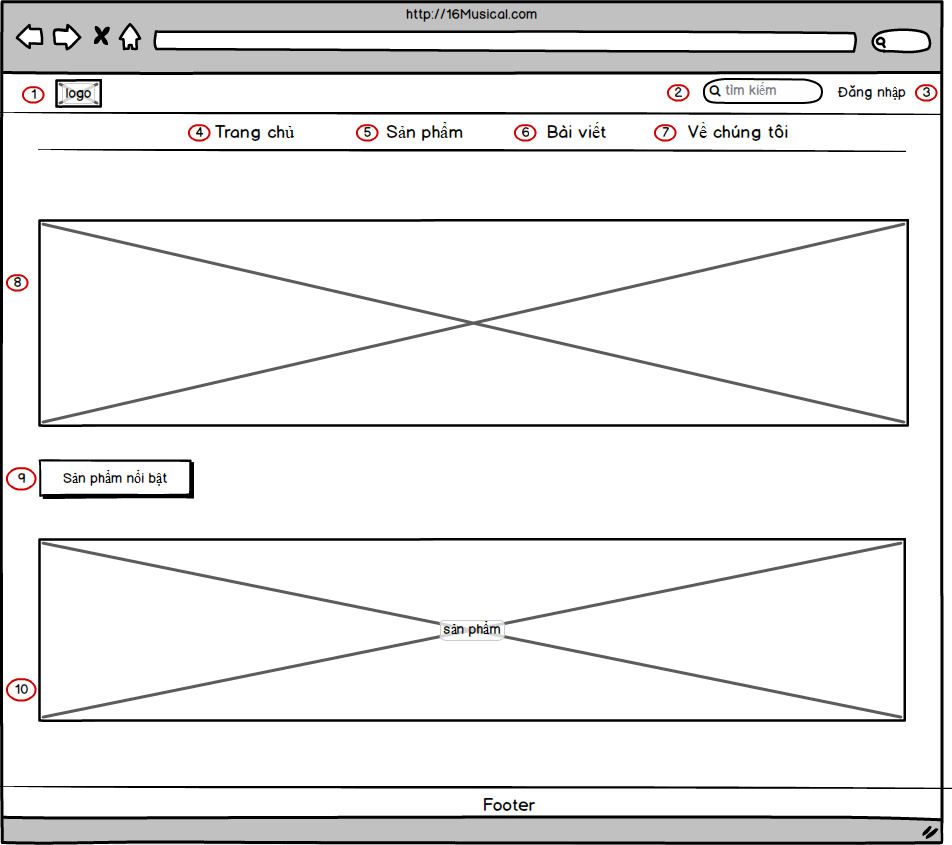 http://16Musical.com
1 logo 2 tìm kiếm Đăng nhập 3
4 Trang chủ 5 Sản phẩm 6 Bài viết 7 Về chúng tôi
8
9 Sản phẩm nổi bật
sản phẩm
10
Footer